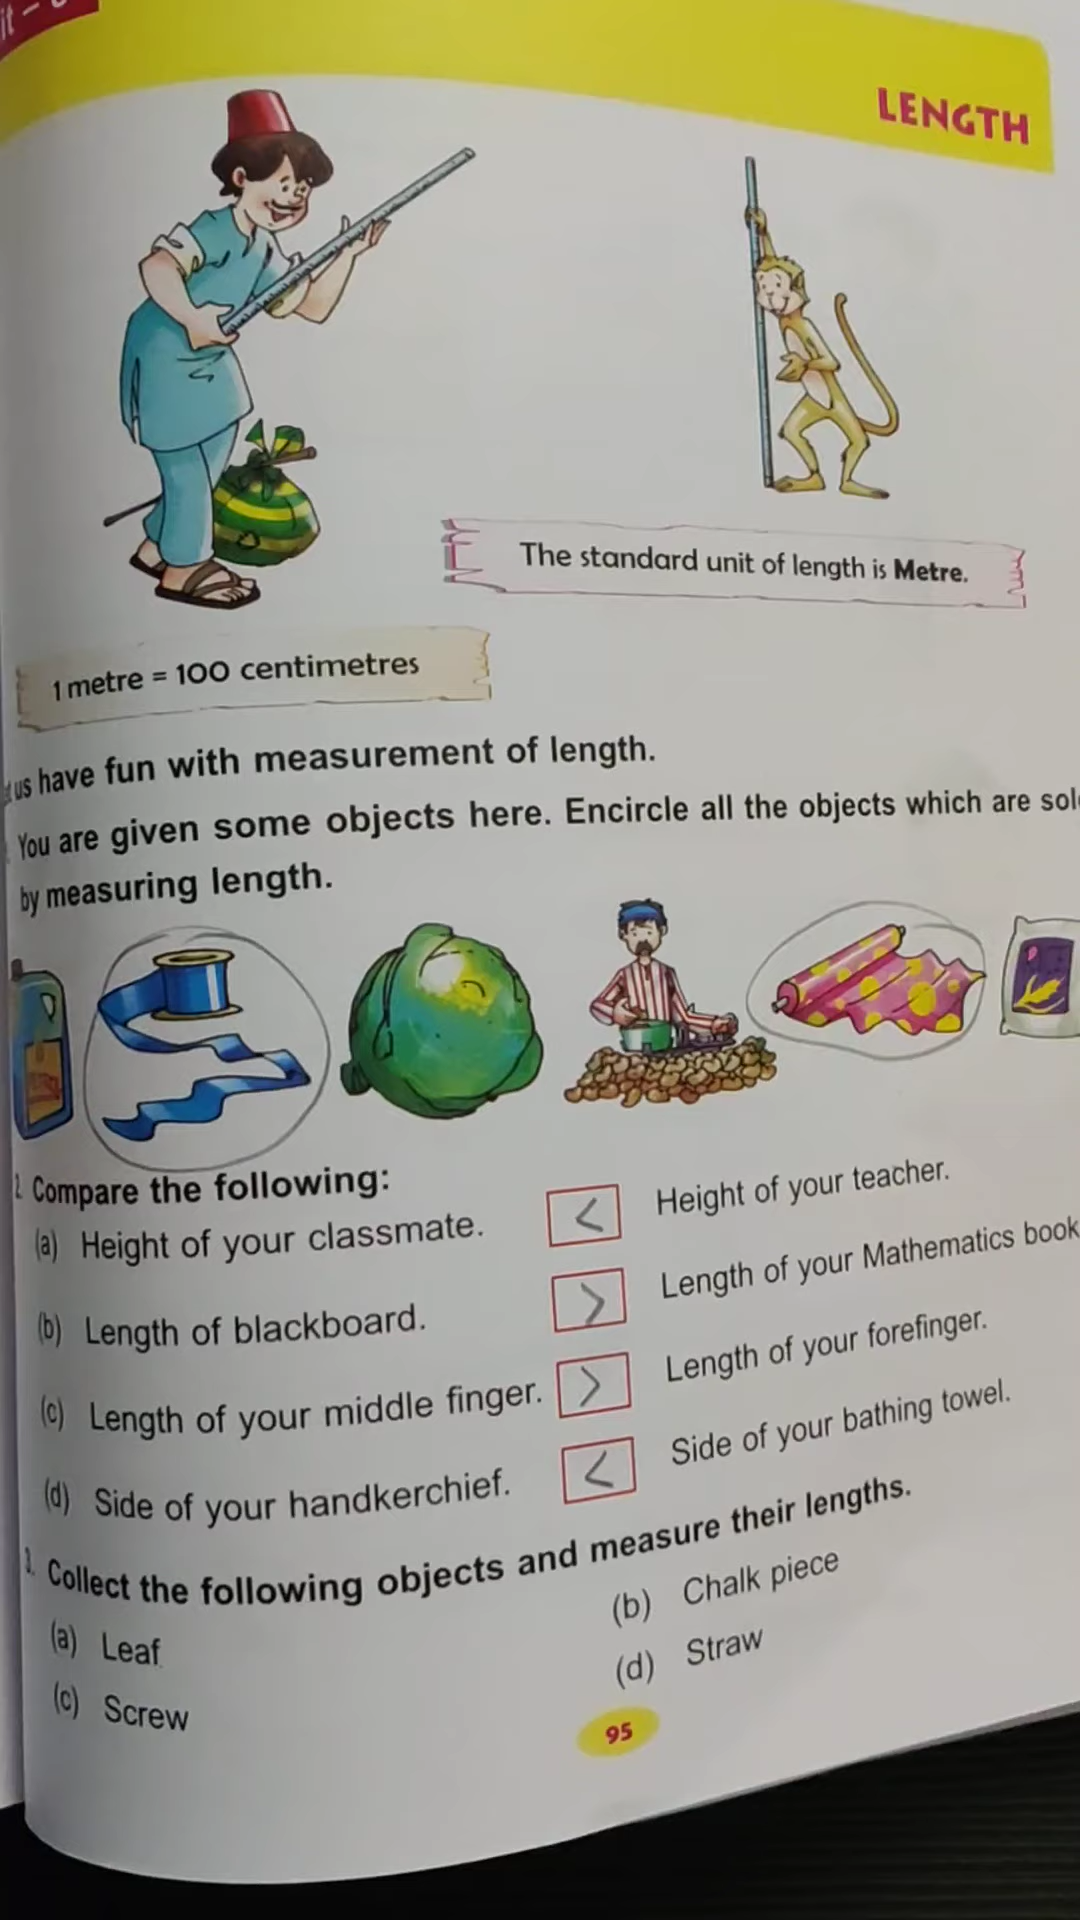 LENGTH
The standard unit of length is Metre.
1 metre = 100 centimetres
us have fun with measurement of length.
You are given some objects here. Encircle all the objects which are
by measuring length.
2. Compare the following:
(a) Height of your classmate. < Height of your teacher.
(b) Length of blackboard. > Length of your Mathematics book
(c) Length of your middle finger. > Length of your forefinger.
(d) Side of your handkerchief. < Side of your bathing towel.
3. Collect the following objects and measure their lengths.
(a) Leaf (b) Chalk piece
(c) Screw (d) Straw
95